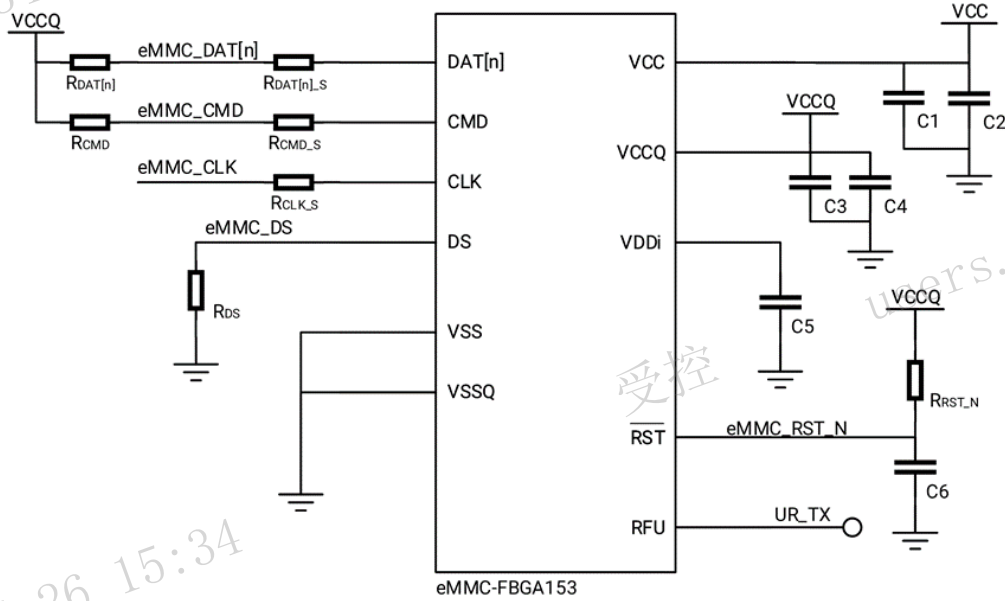 VCCQ
eMMC_DAT[n]
RDAT[n]
RDAT[n]_S
DAT[n]
eMMC_CMD
RCMD
RCMD_S
CMD
eMMC_CLK
RCLK_S
CLK
eMMC_DS
RDS
DS
VSS
VSSQ
VCC
VCC
C1
C2
VCCQ
VCCQ
C3
C4
VDDi
C5
VCCQ
RRST_N
RST
eMMC_RST_N
C6
RFU
UR_TX
eMMC-FBGA153
users.
受控
26 15:34